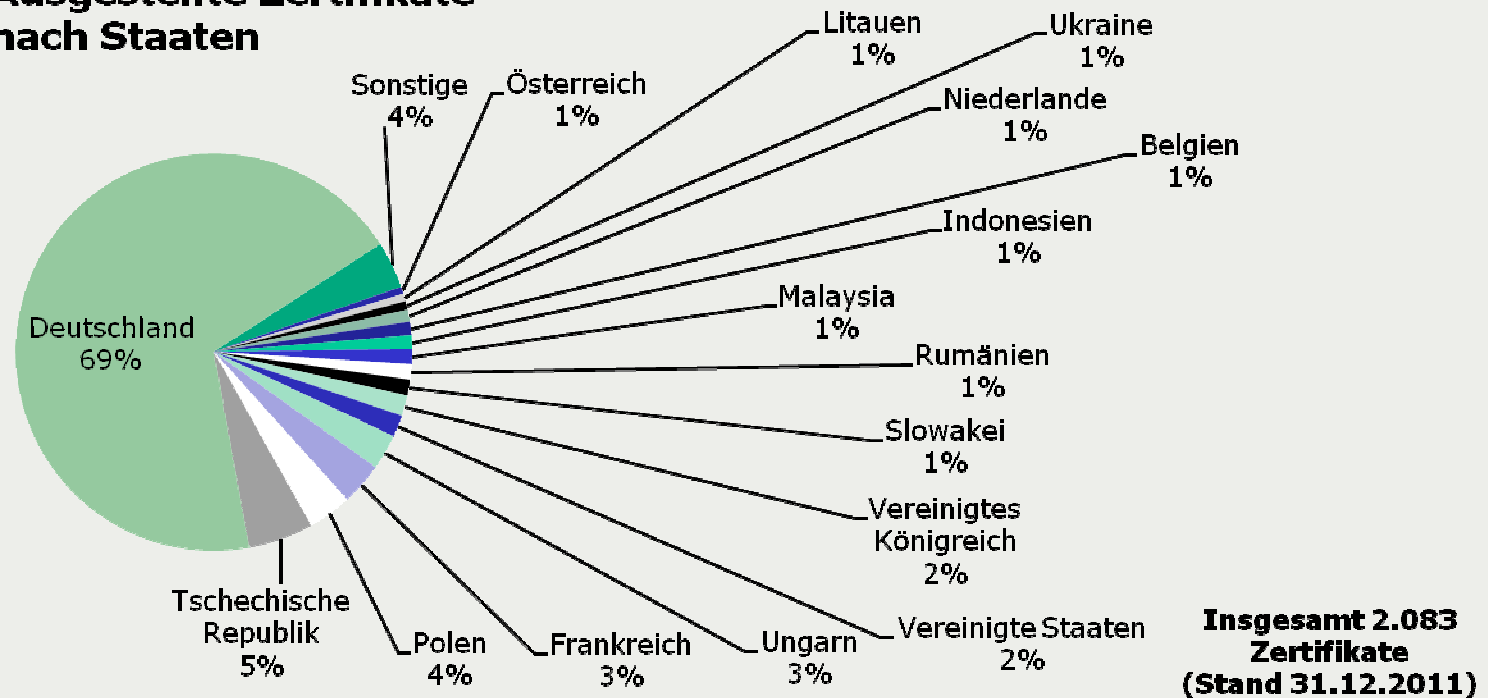 Ausgestellte Zertifikate
nach Staaten
Litauen
1%
Ukraine
1%
Sonstige
4%
Österreich
1%
Niederlande
1%
Belgien
1%
Indonesien
1%
Malaysia
1%
Deutschland
69%
Rumänien
1%
Slowakei
1%
Vereinigtes
Königreich
2%
Tschechische
Republik
5%
Polen
4%
Frankreich
3%
Ungarn
3%
Vereinigte Staaten
2%
Insgesamt 2.083
Zertifikate
(Stand 31.12.2011)